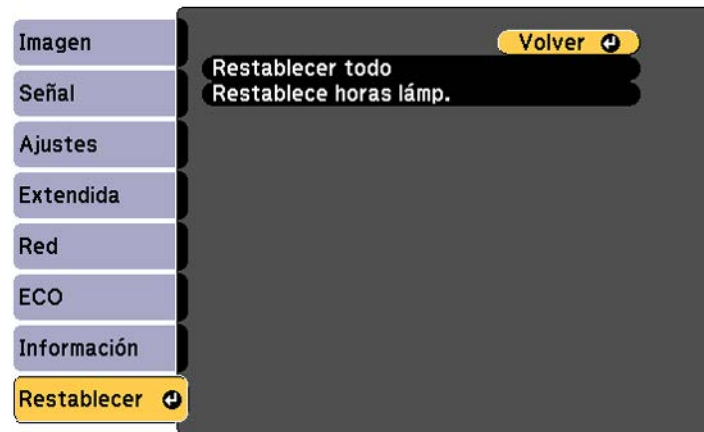 Imagen
Señal
Ajustes
Extendida
Red
ECO
Información
Restablecer
Volver
Restablecer todo
Restablece horas lámp.